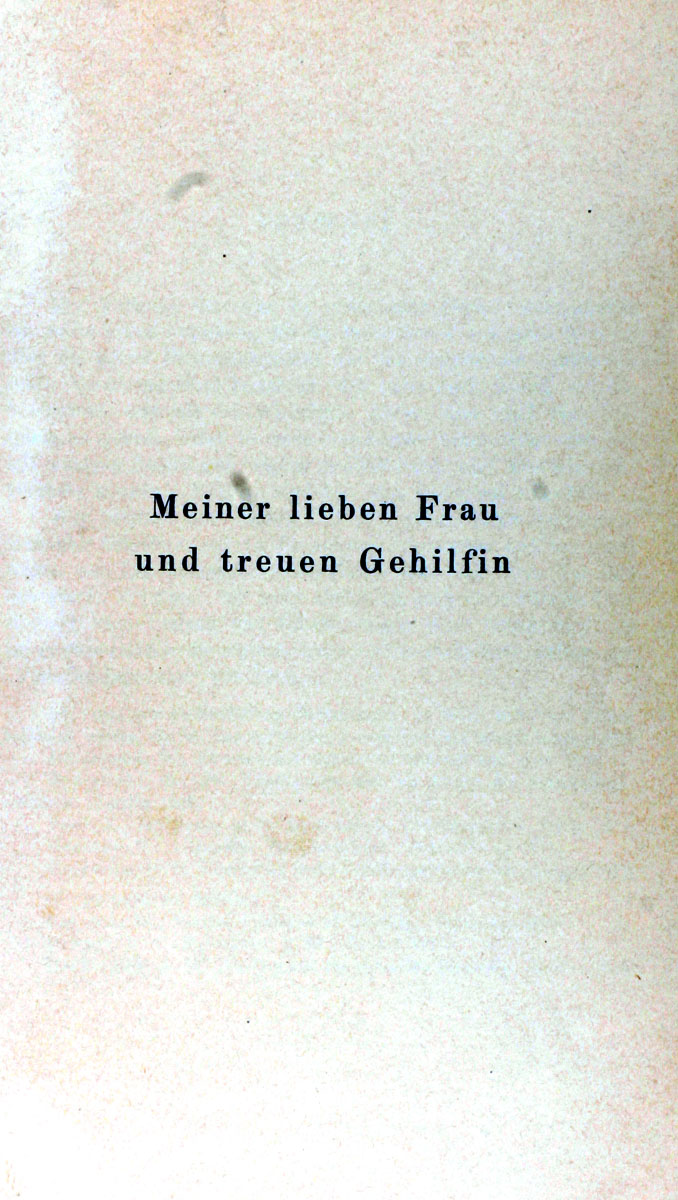 Meiner lieben Frau
und treuen Gehilfin